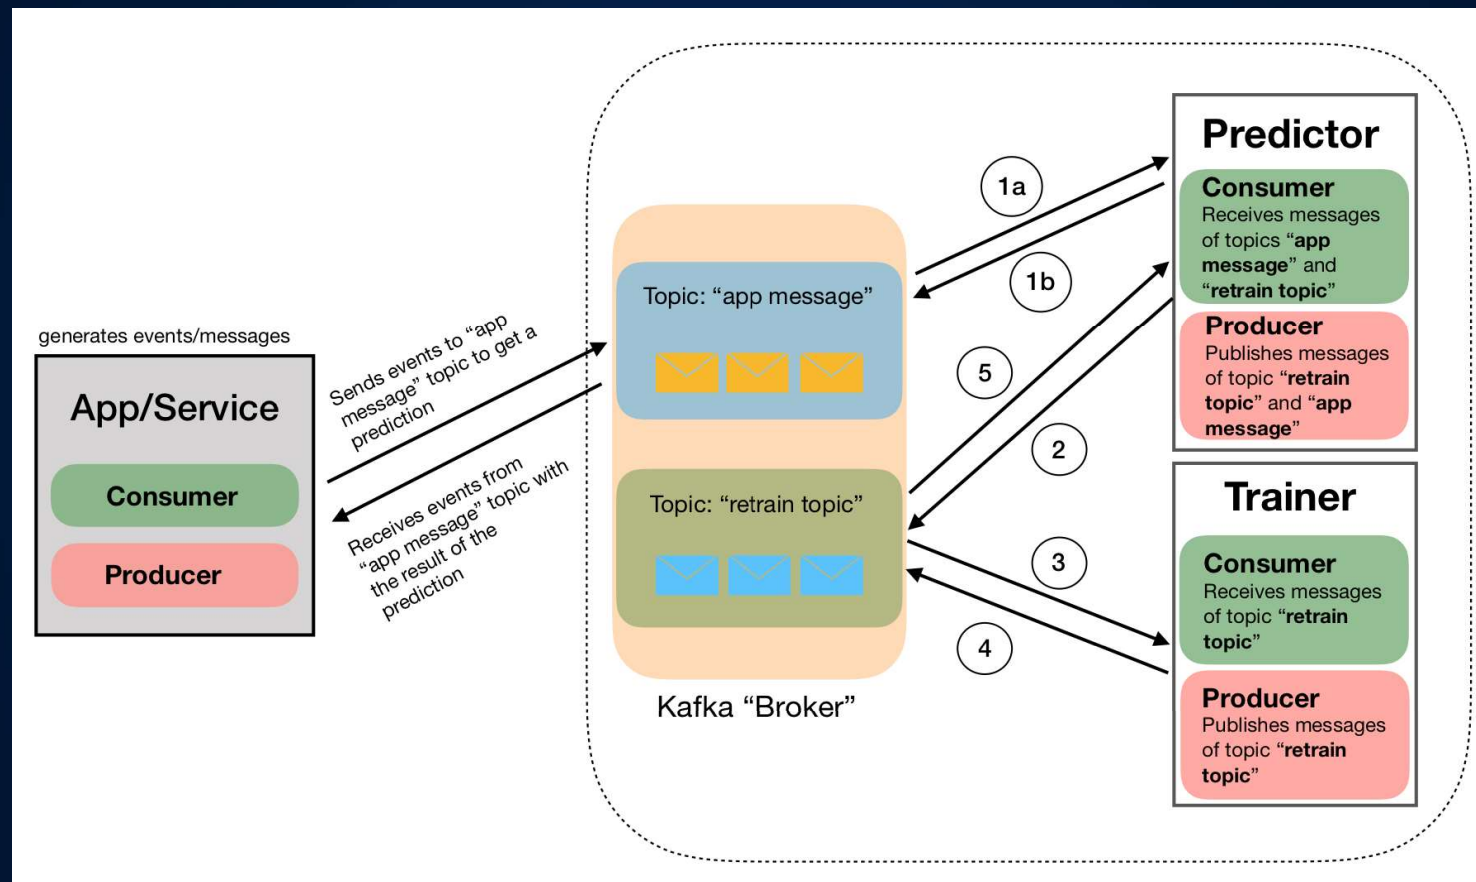 generates events/messages
App/Service
Consumer
Producer
Sends events to “app
message” topic to get a
prediction
Receives events from
“app message” topic with
the result of the
prediction
Topic: “app message”
Topic: “retrain topic”
Kafka “Broker”
1a
1b
5
2
3
4
Predictor
Consumer
Receives messages
of topics “app
message” and
“retrain topic”
Producer
Publishes messages
of topic “retrain
topic” and “app
message”
Trainer
Consumer
Receives messages
of topic “retrain
topic”
Producer
Publishes messages
of topic “retrain
topic”